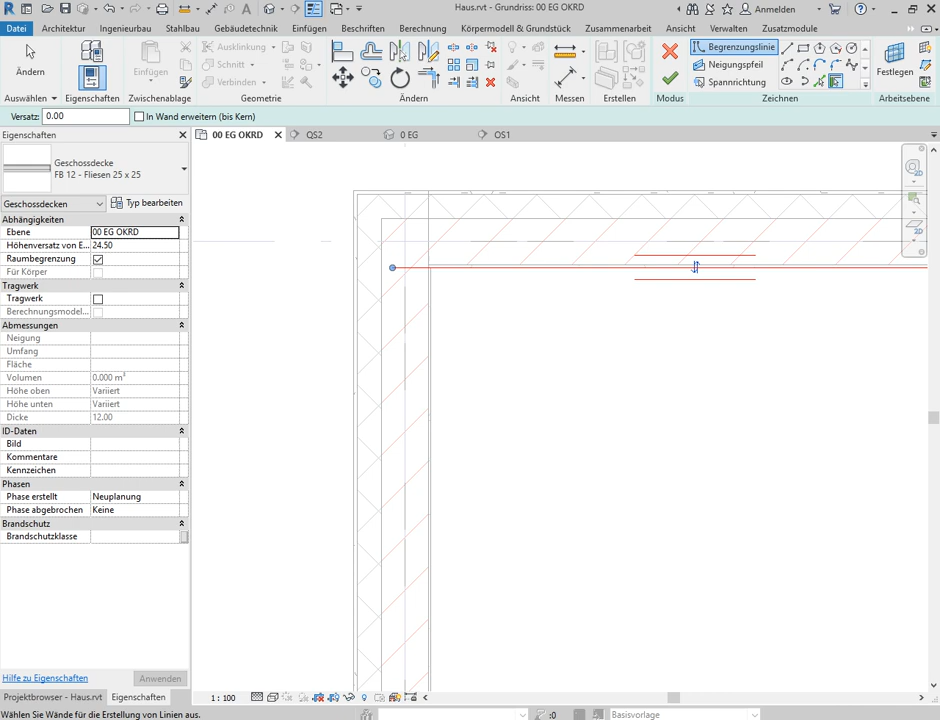 Haus.rvt - Grundriss: 00 EG OKRD
Anmelden
Datei Architektur Ingenieurbau Stahlbau Gebäudetechnik Einfügen Beschriften Berechnung Körpermodell & Grundstück Zusammenarbeit Ansicht Verwalten Zusatzmodule
Ändern
Einfügen
Ausklinkung
Schnitt
Verbinden
Begrenzungslinie
Neigungspfeil
Spannrichtung
Festlegen
Auswählen Eigenschaften Zwischenablage Geometrie Ändern Ansicht Messen Erstellen Modus Zeichnen Arbeitsebene
Versatz: 0.00 In Wand erweitern (bis Kern)
Eigenschaften
00 EG OKRD QS2 0 EG OS1
Geschossdecke
FB 12 - Fliesen 25 x 25
Geschossdecken Typ bearbeiten
Abhängigkeiten
Ebene 00 EG OKRD
Höhenversatz von E... 24.50
Raumbegrenzung
Für Körper
Tragwerk
Tragwerk
Berechnungsmodel...
Abmessungen
Neigung
Umfang
Fläche
Volumen 0.000 m³
Höhe oben Variiert
Höhe unten Variiert
Dicke 12.00
ID-Daten
Bild
Kommentare
Kennzeichen
Phasen
Phase erstellt Neuplanung
Phase abgebrochen Keine
Brandschutz
Brandschutzklasse
2D
2D
Hilfe zu Eigenschaften Anwenden
Projektbrowser - Haus.rvt Eigenschaften
1 : 100
Wählen Sie Wände für die Erstellung von Linien aus.
:0 Basisvorlage